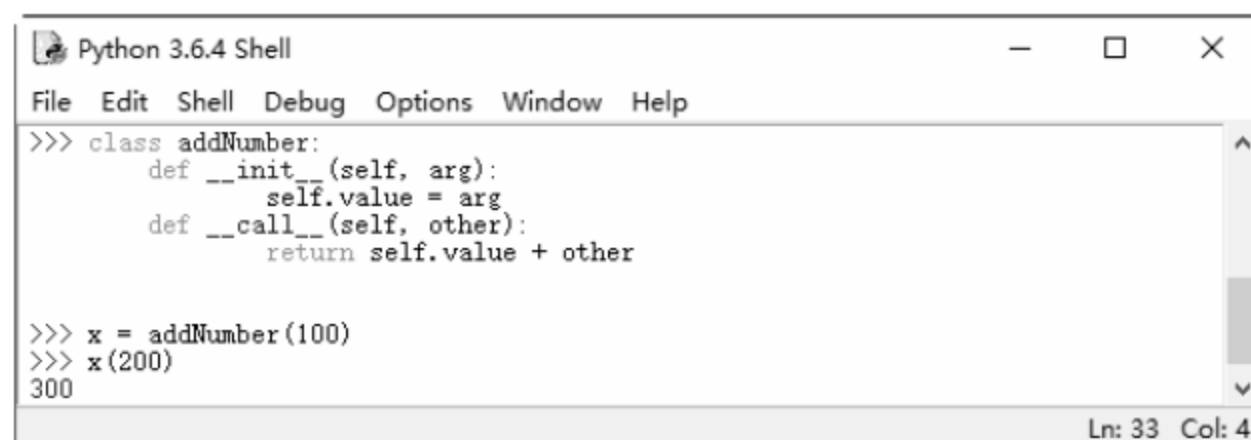 Python 3.6.4 Shell
File Edit Shell Debug Options Window Help
>>> class addNumber:
        def __init__(self, arg):
                self.value = arg
        def __call__(self, other):
                return self.value + other
>>> x = addNumber(100)
>>> x(200)
300
Ln: 33 Col: 4